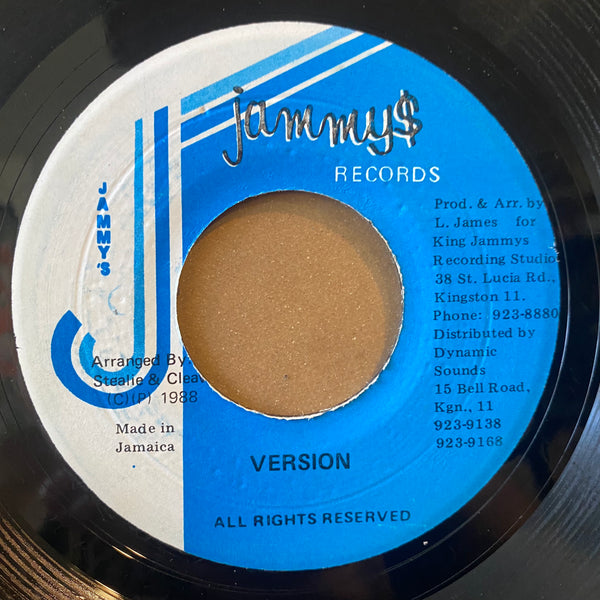 jammy$
RECORDS
JAMMY'S
Prod. & Arr. by
L. James for
King Jammys
Recording Studio
38 St. Lucia Rd.,
Kingston 11.
Phone: 923-8880
Distributed by
Dynamic
Sounds
15 Bell Road,
Kgn., 11
923-9138
923-9168
Arranged By:
Stealie & Cleav
(C)(P) 1988
Made in
Jamaica
VERSION
ALL RIGHTS RESERVED